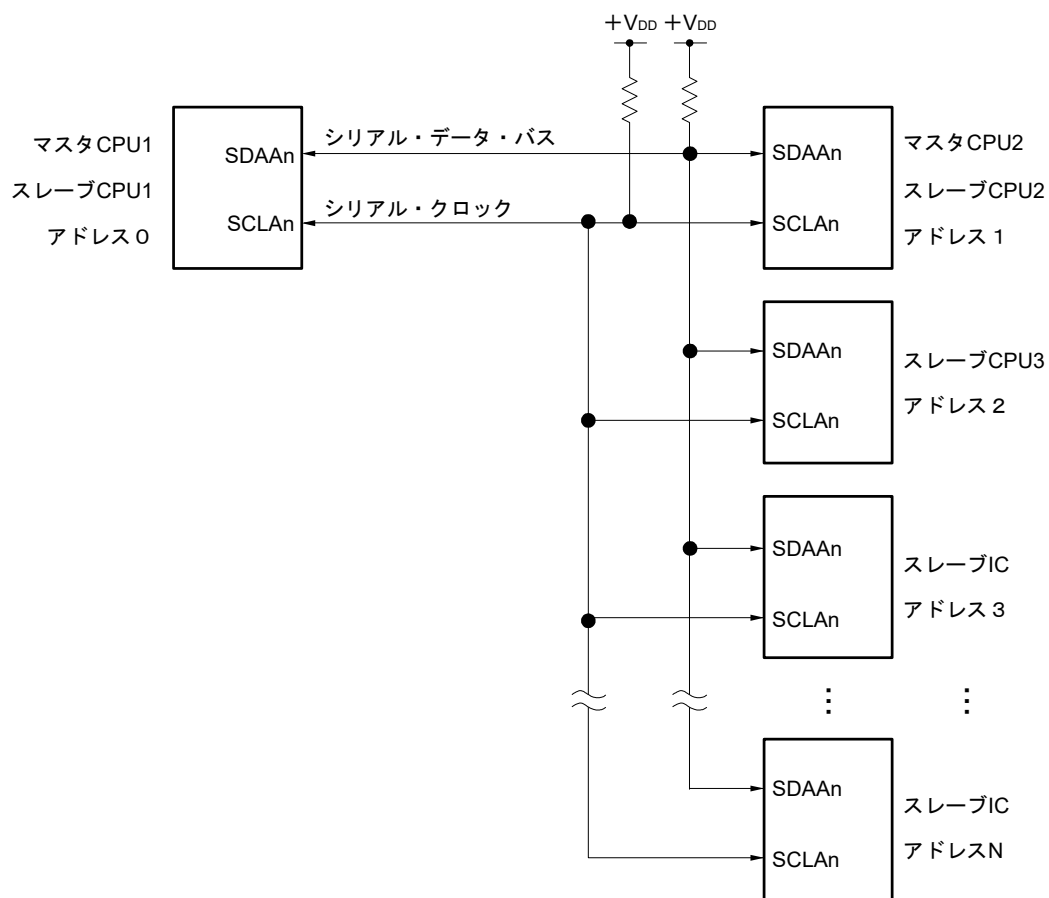 +VDD +VDD
マスタCPU1
スレーブCPU1
アドレス0
SDAAn
SCLAn
シリアル・データ・バス
シリアル・クロック
SDAAn
SCLAn
マスタCPU2
スレーブCPU2
アドレス1
SDAAn
SCLAn
スレーブCPU3
アドレス2
SDAAn
SCLAn
スレーブIC
アドレス3
⋮ ⋮
SDAAn
SCLAn
スレーブIC
アドレスN